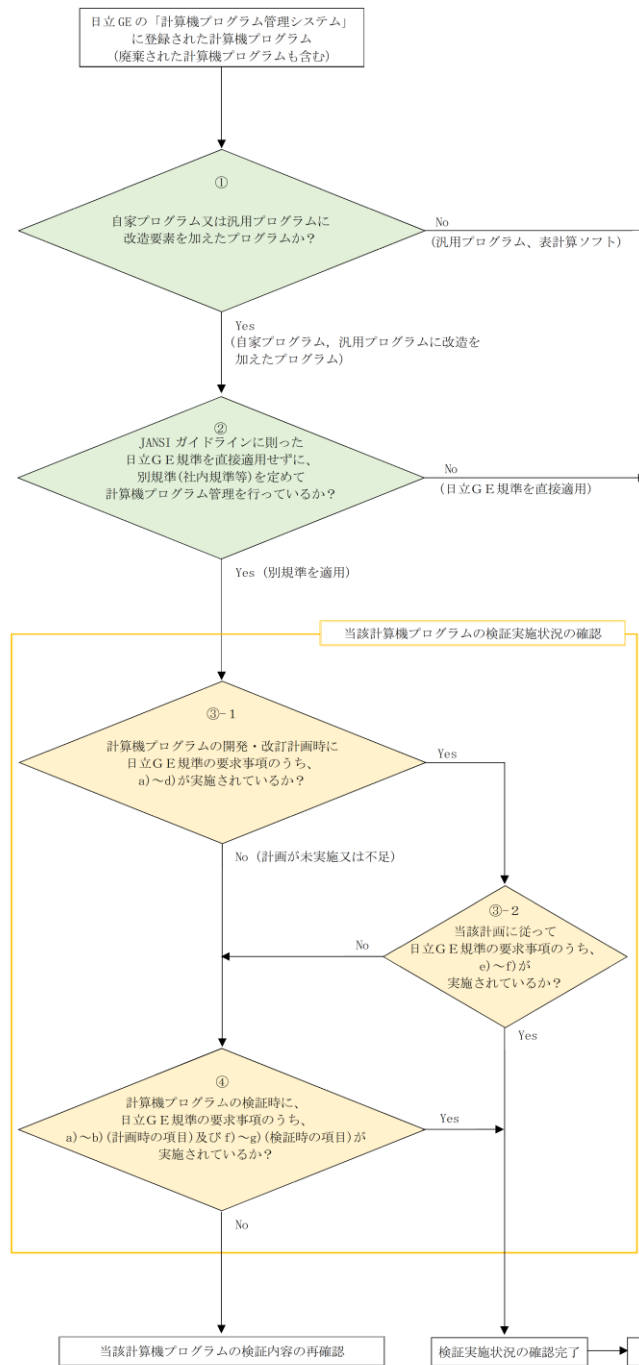 日立 GE の「計算機プログラム管理システム」
に登録された計算機プログラム
(廃棄された計算機プログラムも含む)
①
自家プログラム又は汎用プログラムに
改造要素を加えたプログラムか？
No
(汎用プログラム、表計算ソフト)
Yes
(自家プログラム，汎用プログラムに改造を
加えたプログラム)
②
JANSI ガイドラインに則った
日立ＧＥ規準を直接適用せずに、
別規準(社内規準等)を定めて
計算機プログラム管理を行っているか？
No
(日立ＧＥ規準を直接適用)
Yes (別規準を適用)
当該計算機プログラムの検証実施状況の確認
③-1
計算機プログラムの開発・改訂計画時に
日立ＧＥ規準の要求事項のうち、
a)～d)が実施されているか？
Yes
No (計画が未実施又は不足)
③-2
当該計画に従って
日立ＧＥ規準の要求事項のうち、
e)～f)が
実施されているか？
No
Yes
④
計算機プログラムの検証時に、
日立ＧＥ規準の要求事項のうち、
a)～b)(計画時の項目)及び f)～g)(検証時の項目)が
実施されているか？
Yes
No
当該計算機プログラムの検証内容の再確認
検証実施状況の確認完了